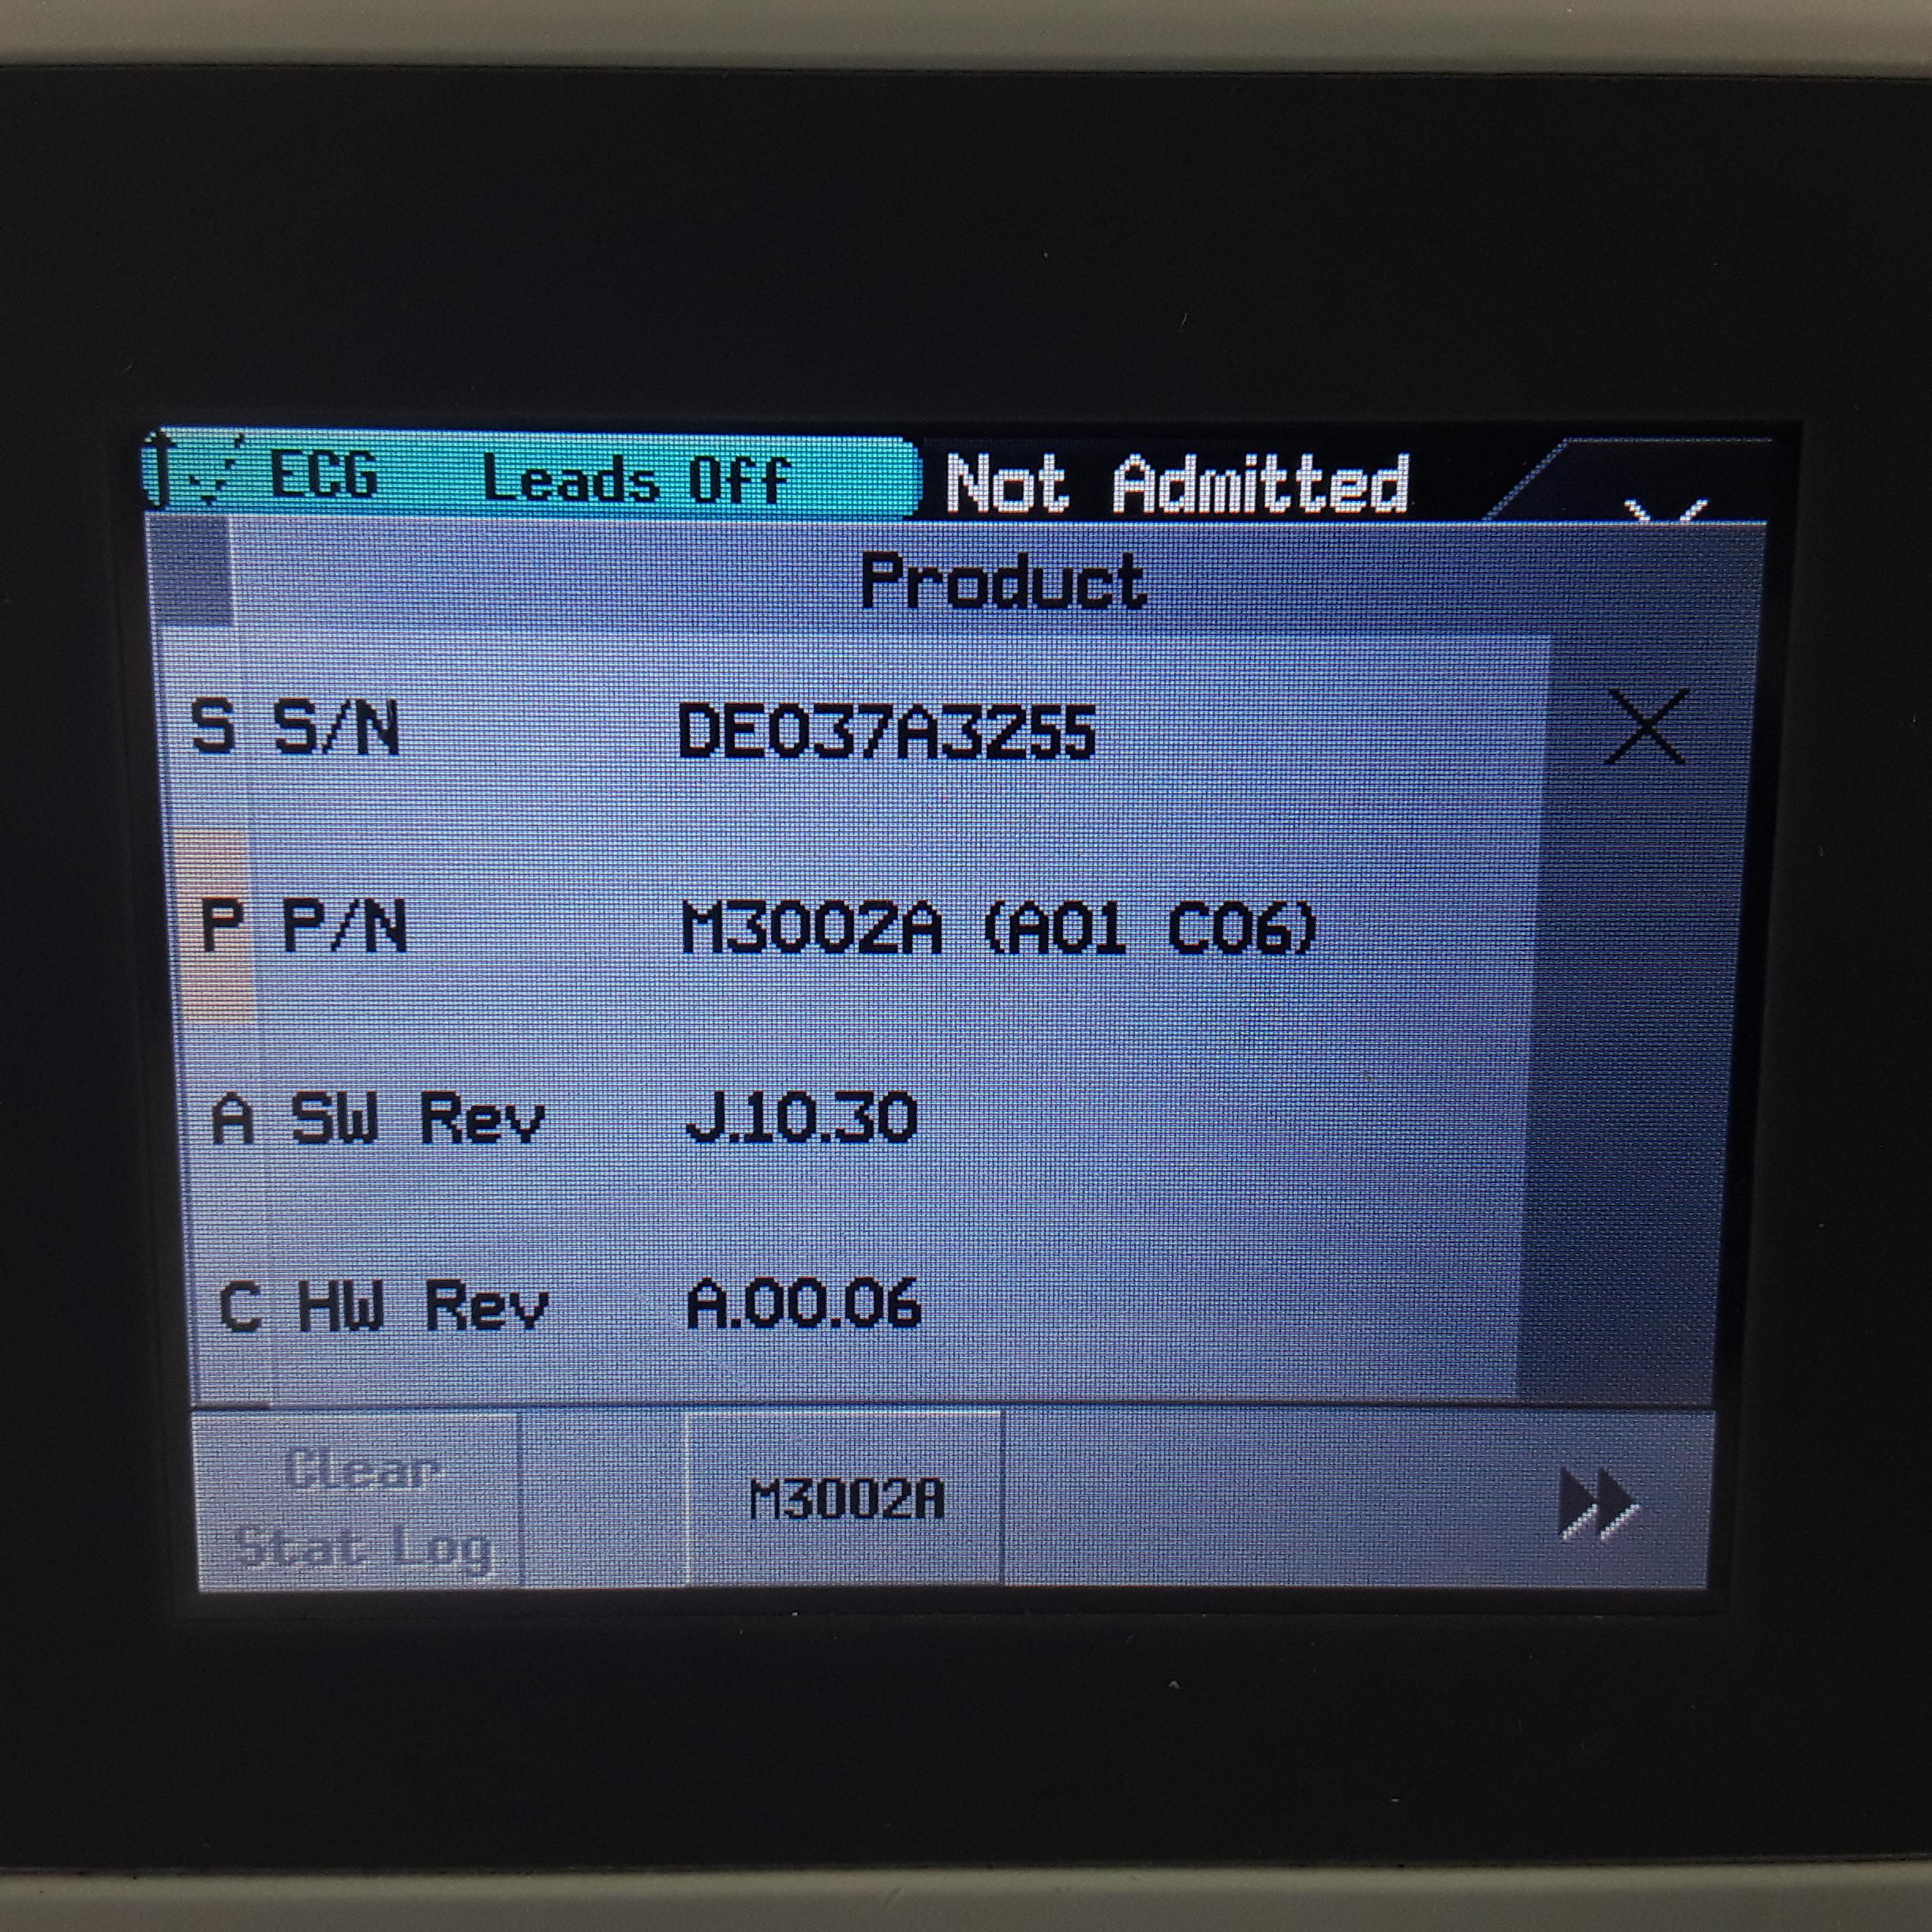 ECG Leads Off Not Admitted
Product
S S/N DE037A3255
P P/N M3002A (A01 C06)
A SW Rev J.10.30
C HW Rev A.00.06
Clear
Stat Log
M3002A